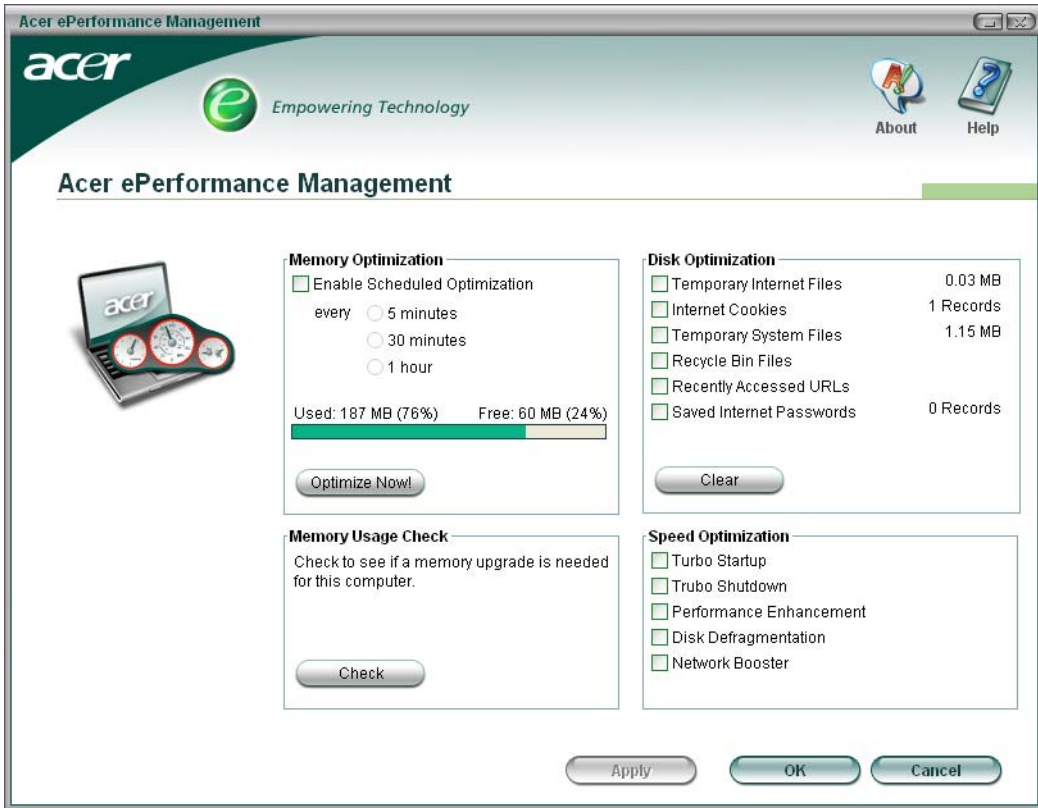 Acer ePerformance Management
acer
e Empowering Technology
About
Help
Acer ePerformance Management
acer
Memory Optimization
Enable Scheduled Optimization
every 5 minutes
30 minutes
1 hour
Used: 187 MB (76%) Free: 60 MB (24%)
Optimize Now!
Disk Optimization
Temporary Internet Files 0.03 MB
Internet Cookies 1 Records
Temporary System Files 1.15 MB
Recycle Bin Files
Recently Accessed URLs
Saved Internet Passwords 0 Records
Clear
Memory Usage Check
Check to see if a memory upgrade is needed
for this computer.
Check
Speed Optimization
Turbo Startup
Trubo Shutdown
Performance Enhancement
Disk Defragmentation
Network Booster
Apply
OK
Cancel